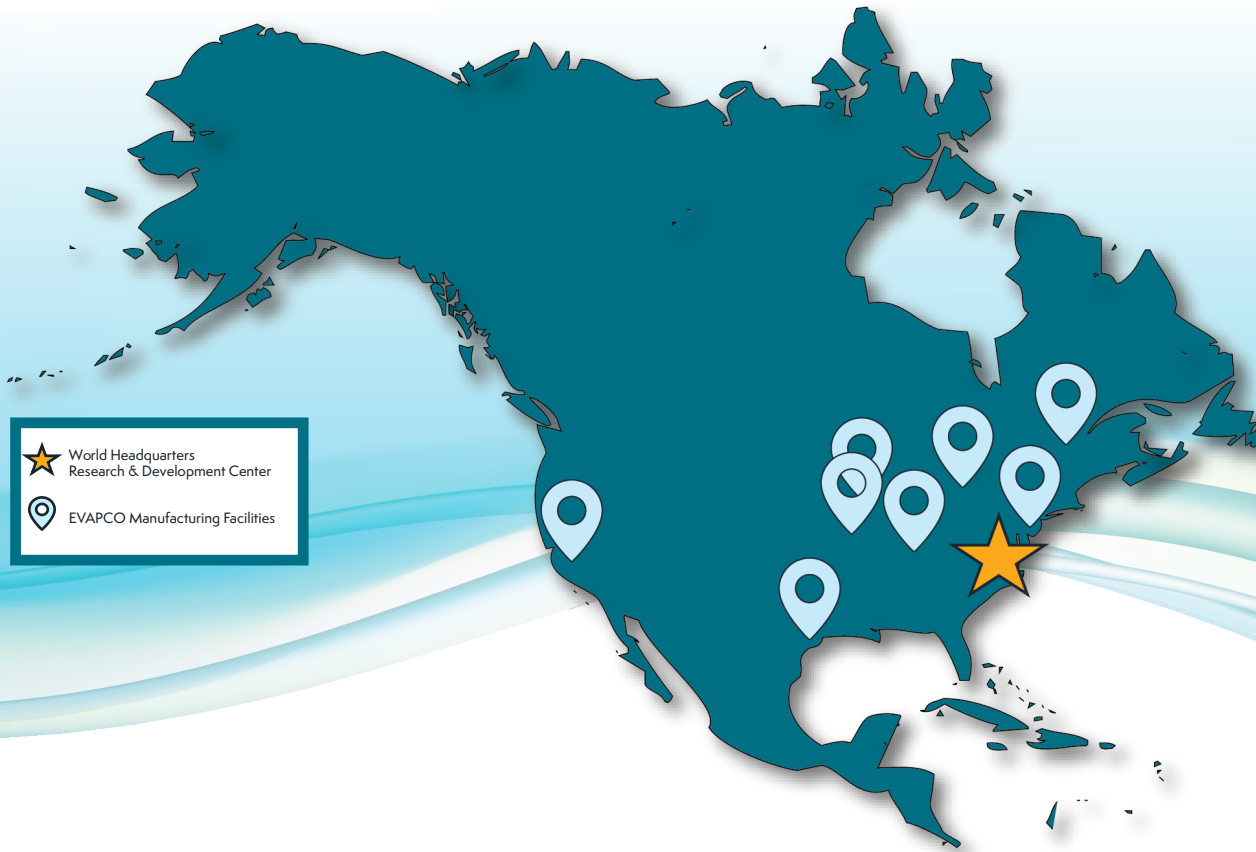 World Headquarters
Research & Development Center
EVAPCO Manufacturing Facilities